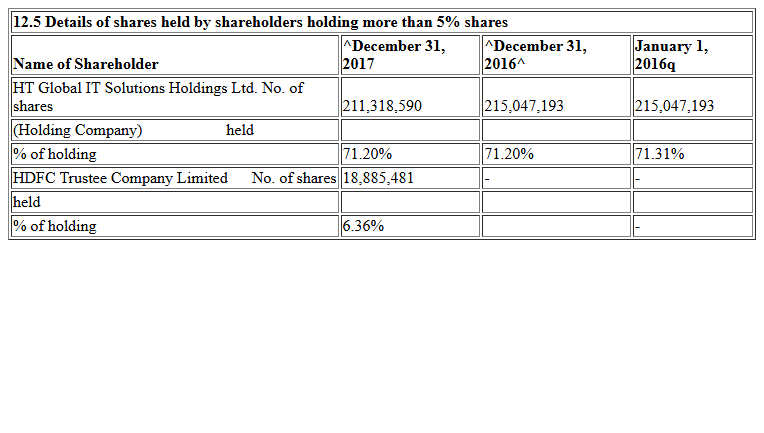 12.5 Details of shares held by shareholders holding more than 5% shares
Name of Shareholder ^December 31, 2017 ^December 31, 2016^ January 1, 2016q
HT Global IT Solutions Holdings Ltd. No. of shares 211,318,590 215,047,193 215,047,193
(Holding Company) held
% of holding 71.20% 71.20% 71.31%
HDFC Trustee Company Limited No. of shares 18,885,481 - -
held
% of holding 6.36% -